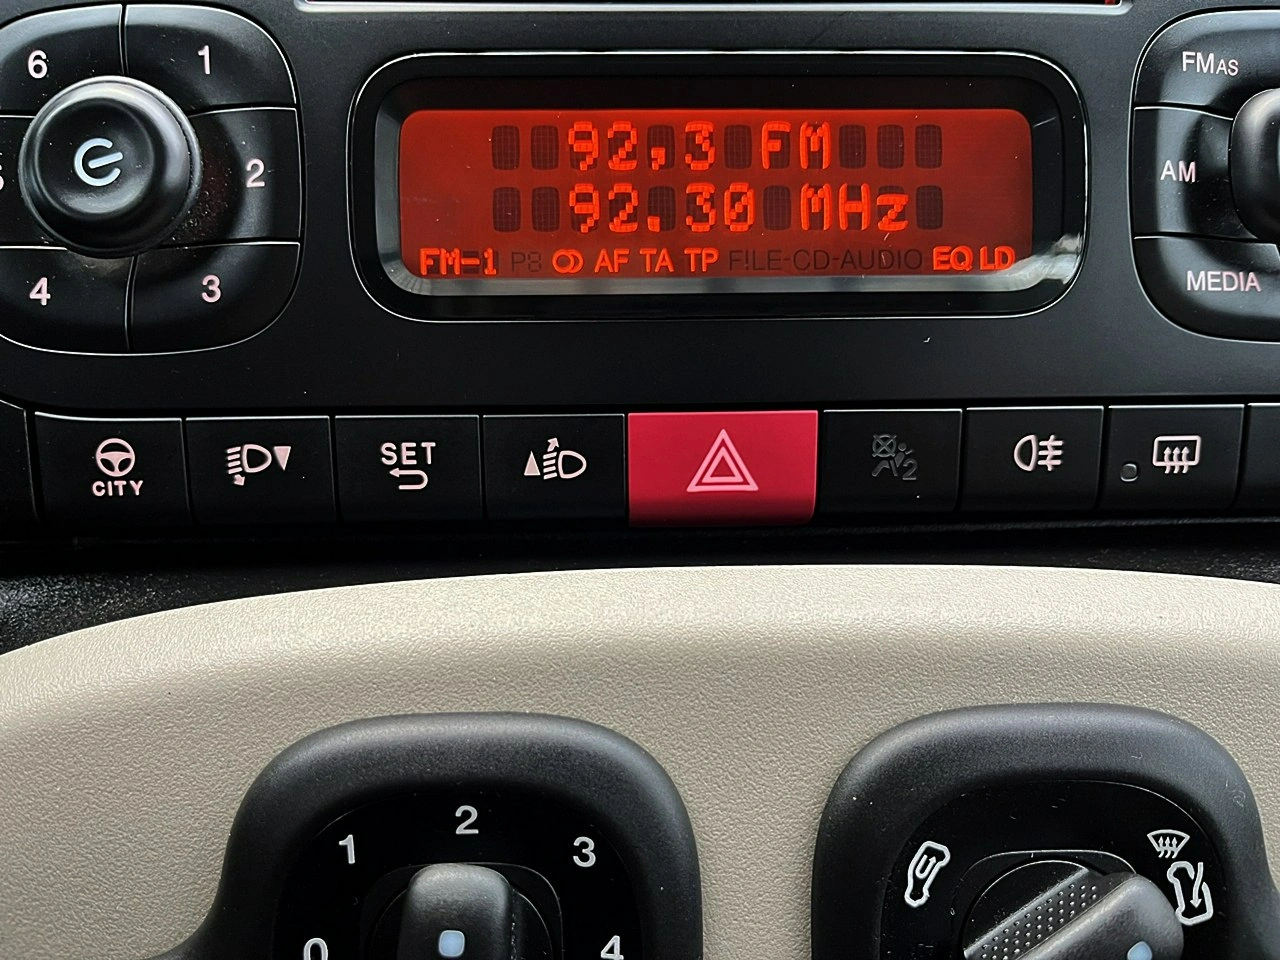 6 1
2
4 3
92,3 FM
92.30 MHz
FM-1 AF TA TP FILE-CD-AUDIO EQ LD
FMAS
AM
MEDIA
CITY
SET
2
1 2 3
0 4